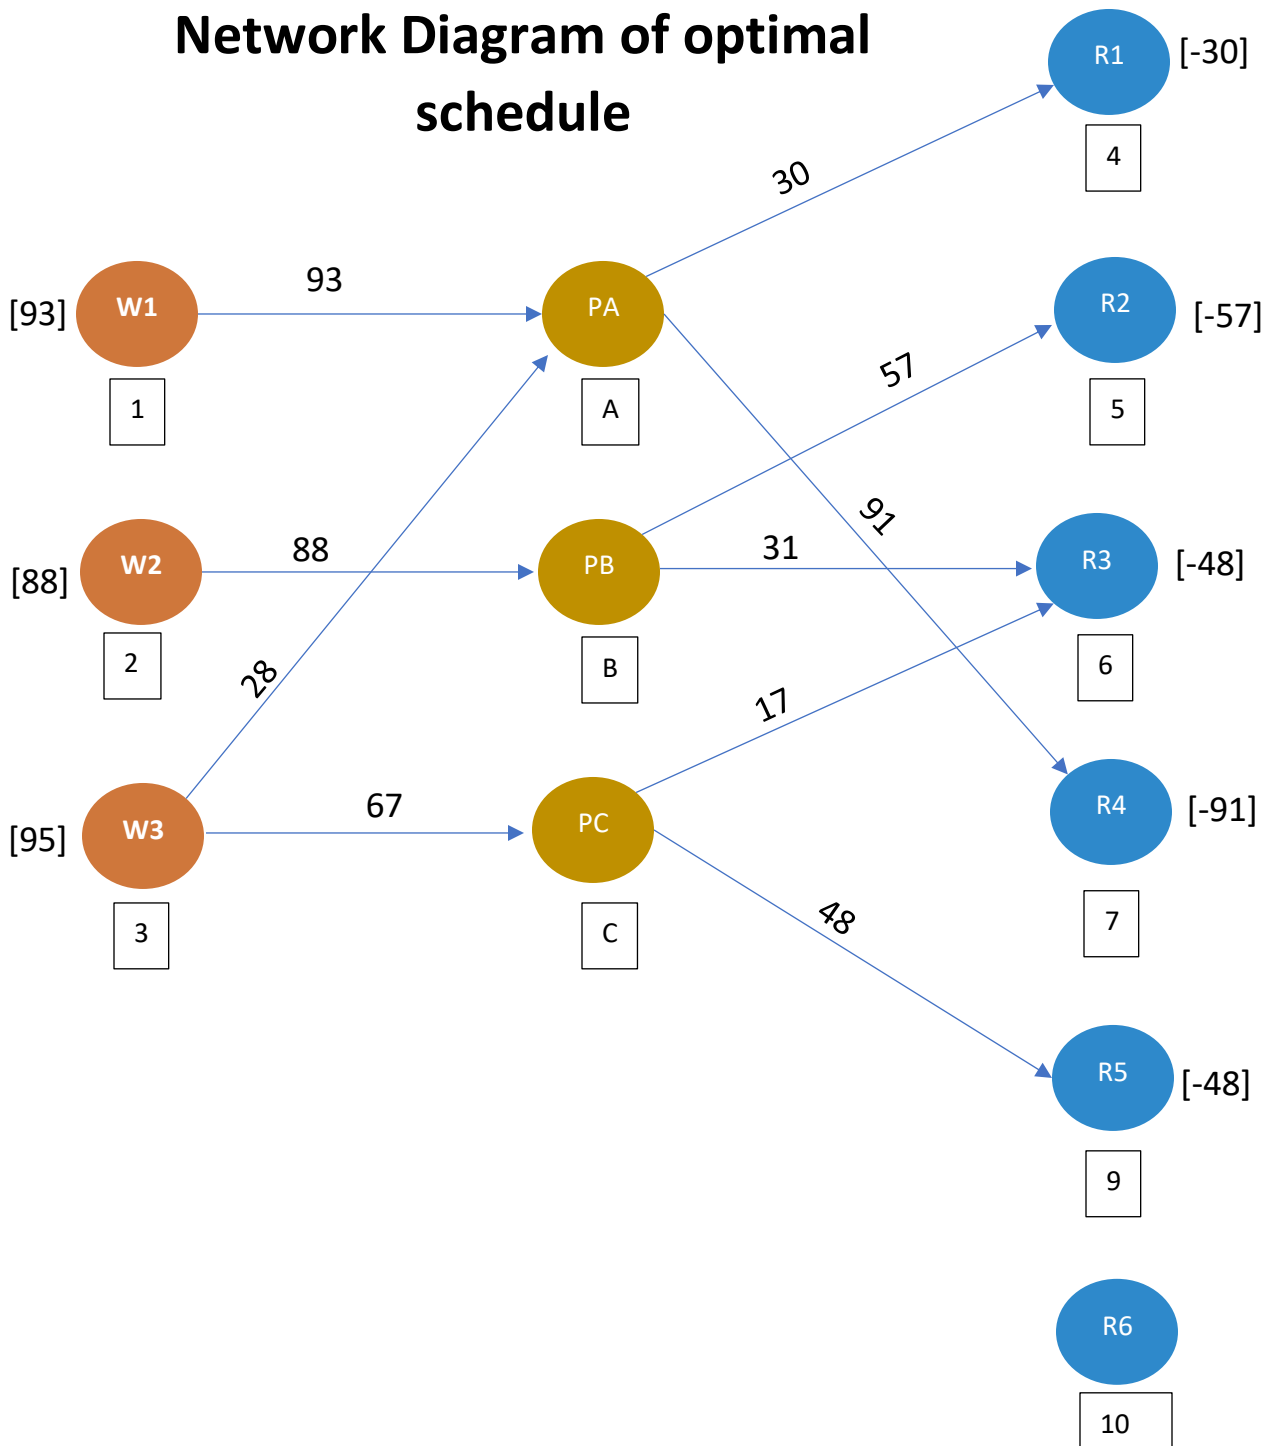 Network Diagram of optimal
schedule
R1
[-30]
4
30
[93]
W1
93
PA
R2
[-57]
1
A
57
5
[88]
W2
88
PB
31
91
R3
[-48]
2
28
B
17
6
[95]
W3
67
PC
R4
[-91]
3
C
48
7
R5
[-48]
9
R6
10